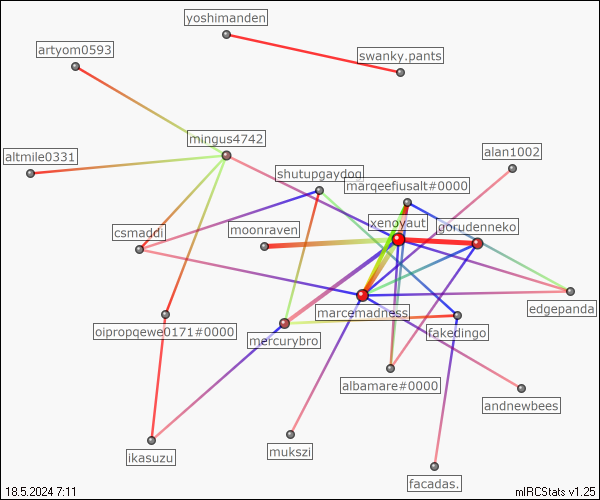 yoshimanden
artyom0593
swanky.pants
mingus4742
alan1002
altmile0331
shutupgaydog
marqeefiusalt#0000
xenoyaut
gorudenneko
csmaddi
moonraven
edgepanda
marcemadness
oipropqewe0171#0000
fakedingo
mercurybro
albamare#0000
andnewbees
ikasuzu
mukszi
facadas.
18.5.2024 7:11
mIRCStats v1.25